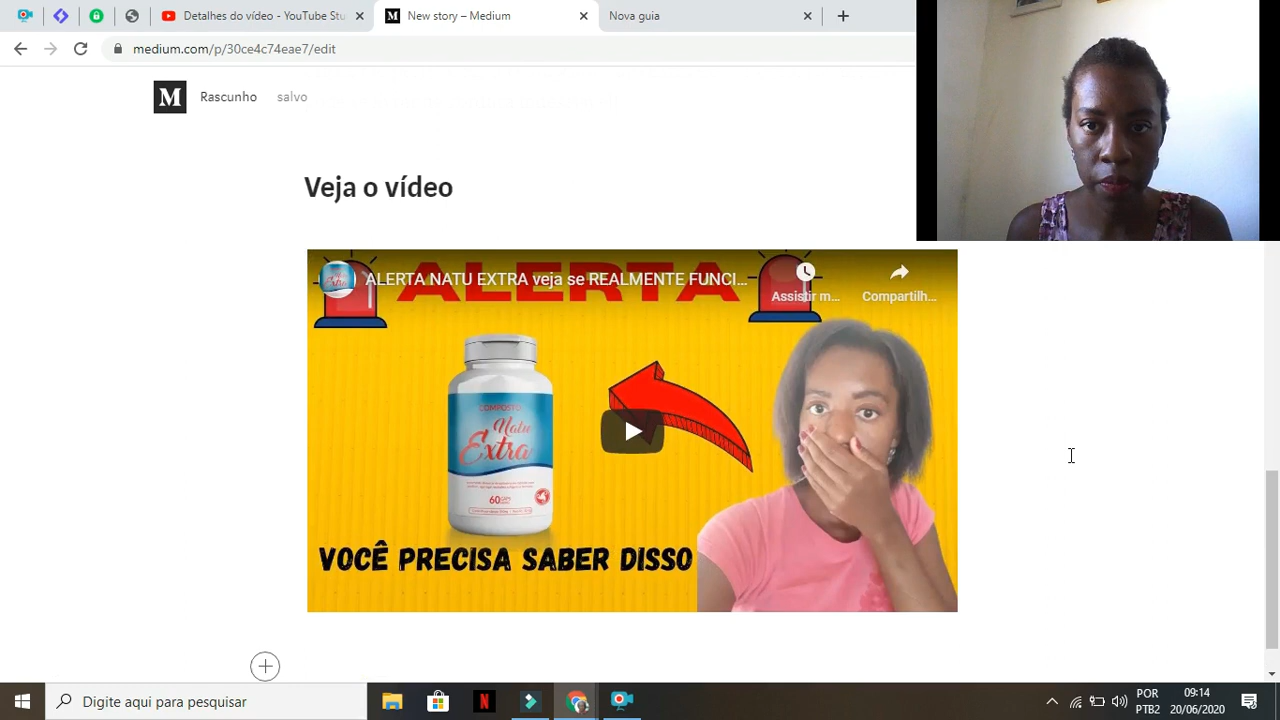 Detalhes do vídeo - YouTube Stu
New story – Medium
Nova guia
medium.com/p/30ce4c74eae7/edit
M
Rascunho salvo
Veja o vídeo
ALERTA
ALERTA NATU EXTRA veja se REALMENTE FUNCI...
Assistir m...
Compartilh...
COMPOSTO
Natu
Extra
60
VOCÊ PRECISA SABER DISSO
Digite aqui para pesquisar
N
POR
PTB2
09:14
20/06/2020